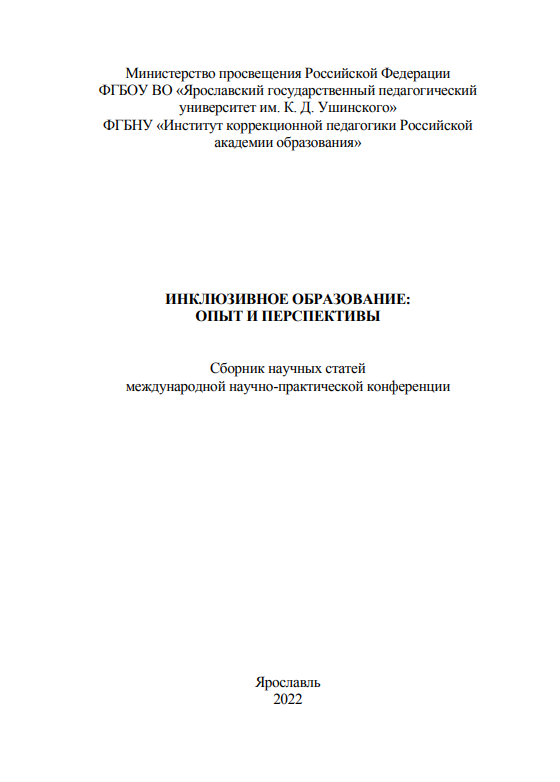 Министерство просвещения Российской Федерации
ФГБОУ ВО «Ярославский государственный педагогический
университет им. К. Д. Ушинского»
ФГБНУ «Институт коррекционной педагогики Российской
академии образования»
ИНКЛЮЗИВНОЕ ОБРАЗОВАНИЕ:
ОПЫТ И ПЕРСПЕКТИВЫ
Сборник научных статей
международной научно-практической конференции
Ярославль
2022